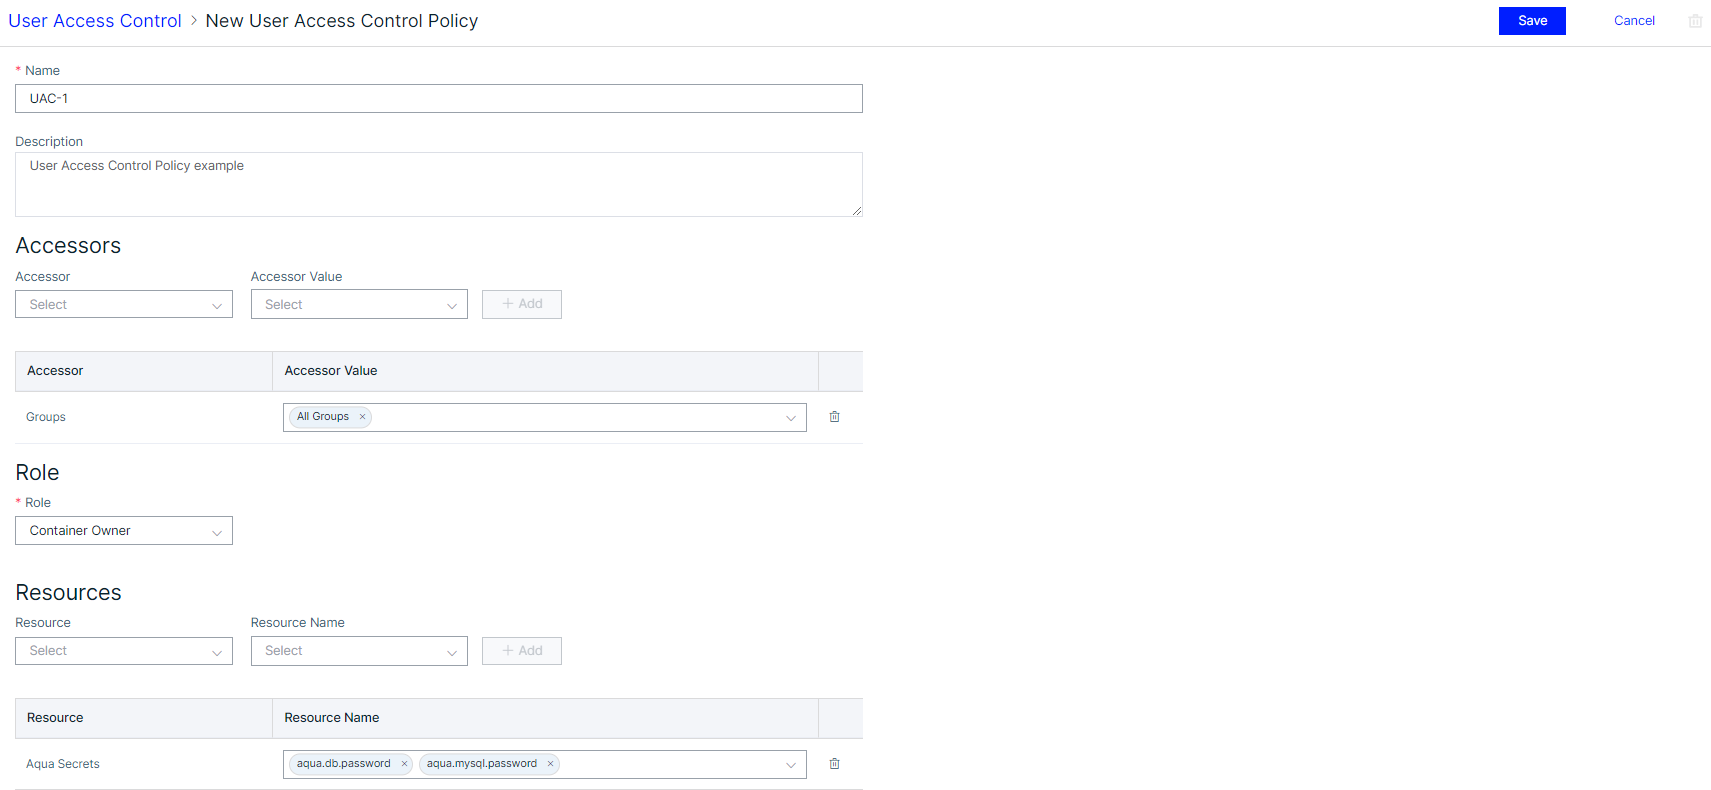 User Access Control > New User Access Control Policy
Save
Cancel
* Name
UAC-1
Description
User Access Control Policy example
Accessors
Accessor
Accessor Value
Select
Select
+ Add
Accessor
Accessor Value
Groups
All Groups ×
Role
* Role
Container Owner
Resources
Resource
Resource Name
Select
Select
+ Add
Resource
Resource Name
Aqua Secrets
aqua.db.password ×
aqua.mysql.password ×